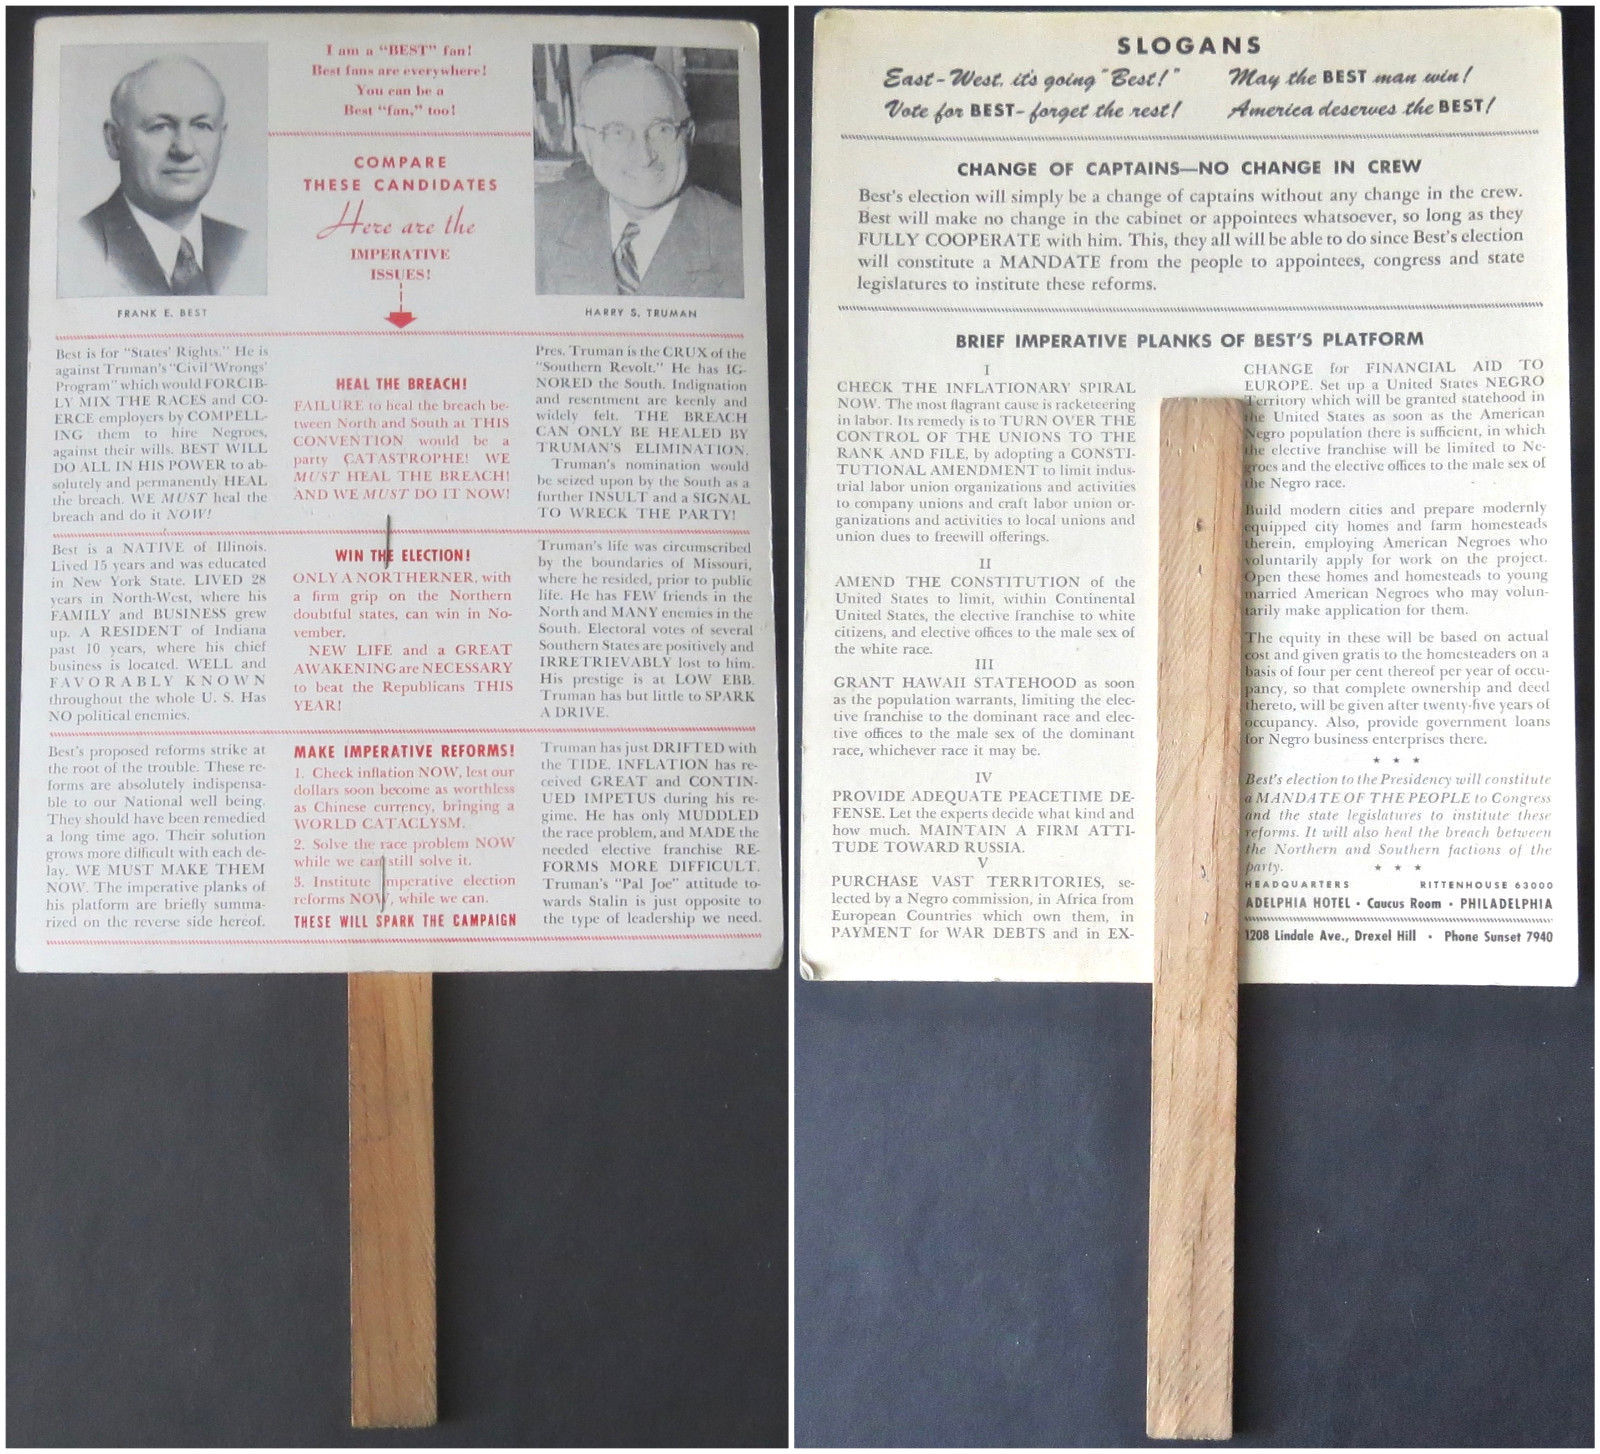 I am a "BEST" fan!
Best fans are everywhere!
You can be a
Best "fan," too!
COMPARE
THESE CANDIDATES
Here are the
IMPERATIVE
ISSUES!
FRANK E. BEST
HARRY S. TRUMAN
Best is for "States' Rights." He is
against Truman's "Civil 'Wrongs'
Program" which would FORCIB-
LY MIX THE RACES and CO-
ERCE employers by COMPELL-
ING them to hire Negroes,
against their wills. BEST WILL
DO ALL IN HIS POWER to ab-
solutely and permanently HEAL
the breach. WE MUST heal the
breach and do it NOW!
HEAL THE BREACH!
FAILURE to heal the breach be-
tween North and South at THIS
CONVENTION would be a
party CATASTROPHE! WE
MUST HEAL THE BREACH!
AND WE MUST DO IT NOW!
Pres. Truman is the CRUX of the
"Southern Revolt." He has IG-
NORED the South. Indignation
and resentment are keenly and
widely felt. THE BREACH
CAN ONLY BE HEALED BY
TRUMAN'S ELIMINATION.
Truman's nomination would
be seized upon by the South as a
further INSULT and a SIGNAL
TO WRECK THE PARTY!
Best is a NATIVE of Illinois.
Lived 15 years and was educated
in New York State. LIVED 28
years in North-West, where his
FAMILY and BUSINESS grew
up. A RESIDENT of Indiana
past 10 years, where his chief
business is located. WELL and
FAVORABLY KNOWN
throughout the whole U. S. Has
NO political enemies.
WIN THE ELECTION!
ONLY A NORTHERNER, with
a firm grip on the Northern
doubtful states, can win in No-
vember.
NEW LIFE and a GREAT
AWAKENING are NECESSARY
to beat the Republicans THIS
YEAR!
Truman's life was circumscribed
by the boundaries of Missouri,
where he resided, prior to public
life. He has FEW friends in the
North and MANY enemies in the
South. Electoral votes of several
Southern States are positively and
IRRETRIEVABLY lost to him.
His prestige is at LOW EBB.
Truman has but little to SPARK
A DRIVE.
Best's proposed reforms strike at
the root of the trouble. These re-
forms are absolutely indispensa-
ble to our National well being.
They should have been remedied
a long time ago. Their solution
grows more difficult with each de-
lay. WE MUST MAKE THEM
NOW. The imperative planks of
his platform are briefly summa-
rized on the reverse side hereof.
MAKE IMPERATIVE REFORMS!
1. Check inflation NOW, lest our
dollars soon become as worthless
as Chinese currency, bringing a
WORLD CATACLYSM.
2. Solve the race problem NOW
while we can still solve it.
3. Institute imperative election
reforms NOW, while we can.
THESE WILL SPARK THE CAMPAIGN
Truman has just DRIFTED with
the TIDE. INFLATION has re-
ceived GREAT and CONTIN-
UED IMPETUS during his re-
gime. He has only MUDDLED
the race problem, and MADE the
needed elective franchise RE-
FORMS MORE DIFFICULT.
Truman's "Pal Joe" attitude to-
wards Stalin is just opposite to
the type of leadership we need.
SLOGANS
East-West, it's going "Best!"
May the BEST man win!
Vote for BEST- forget the rest!
America deserves the BEST!
CHANGE OF CAPTAINS—NO CHANGE IN CREW
Best's election will simply be a change of captains without any change in the crew.
Best will make no change in the cabinet or appointees whatsoever, so long as they
FULLY COOPERATE with him. This, they all will be able to do since Best's election
will constitute a MANDATE from the people to appointees, congress and state
legislatures to institute these reforms.
BRIEF IMPERATIVE PLANKS OF BEST'S PLATFORM
I
CHECK THE INFLATIONARY SPIRAL
NOW. The most flagrant cause is racketeering
in labor. Its remedy is to TURN OVER THE
CONTROL OF THE UNIONS TO THE
RANK AND FILE, by adopting a CONSTI-
TUTIONAL AMENDMENT to limit indus-
trial labor union organizations and activities
to company unions and craft labor union or-
ganizations and activities to local unions and
union dues to freewill offerings.
II
AMEND THE CONSTITUTION of the
United States to limit, within Continental
United States, the elective franchise to white
citizens, and elective offices to the male sex of
the white race.
III
GRANT HAWAII STATEHOOD as soon
as the population warrants, limiting the elec-
tive franchise to the dominant race and elec-
tive offices to the male sex of the dominant
race, whichever race it may be.
IV
PROVIDE ADEQUATE PEACETIME DE-
FENSE. Let the experts decide what kind and
how much. MAINTAIN A FIRM ATTI-
TUDE TOWARD RUSSIA.
V
PURCHASE VAST TERRITORIES, se-
lected by a Negro commission, in Africa from
European Countries which own them, in
PAYMENT for WAR DEBTS and in EX-
CHANGE for FINANCIAL AID TO
EUROPE. Set up a United States NEGRO
Territory which will be granted statehood in
the United States as soon as the American
Negro population there is sufficient, in which
the elective franchise will be limited to Ne-
groes and the elective offices to the male sex of
the Negro race.
Build modern cities and prepare modernly
equipped city homes and farm homesteads
therein, employing American Negroes who
voluntarily apply for work on the project.
Open these homes and homesteads to young
married American Negroes who may volun-
tarily make application for them.
The equity in these will be based on actual
cost and given gratis to the homesteaders on a
basis of four per cent thereof per year of occu-
pancy, so that complete ownership and deed
thereto, will be given after twenty-five years of
occupancy. Also, provide government loans
for Negro business enterprises there.
★ ★ ★
Best's election to the Presidency will constitute
a MANDATE OF THE PEOPLE to Congress
and the state legislatures to institute these
reforms. It will also heal the breach between
the Northern and Southern factions of the
party.
★ ★ ★
HEADQUARTERS RITTENHOUSE 63000
ADELPHIA HOTEL • Caucus Room • PHILADELPHIA
1208 Lindale Ave., Drexel Hill • Phone Sunset 7940